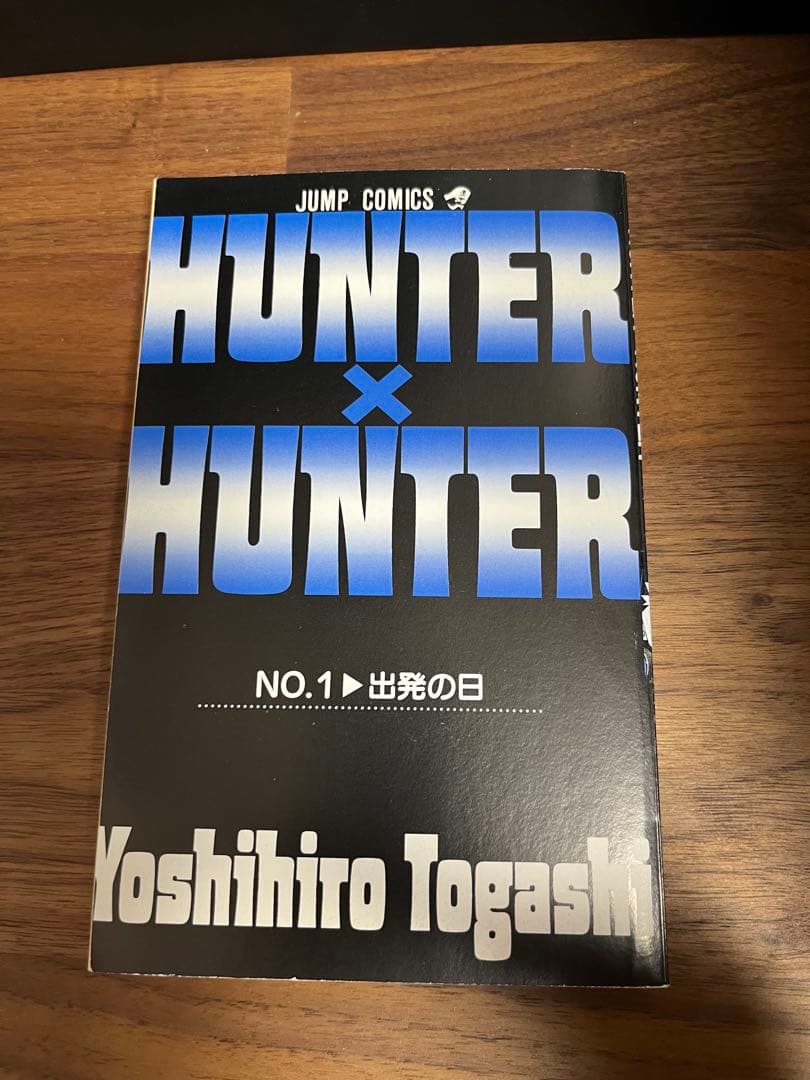 JUMP COMICS
HUNTER
×
HUNTER
NO.1▶出発の日
Yoshihiro Togashi